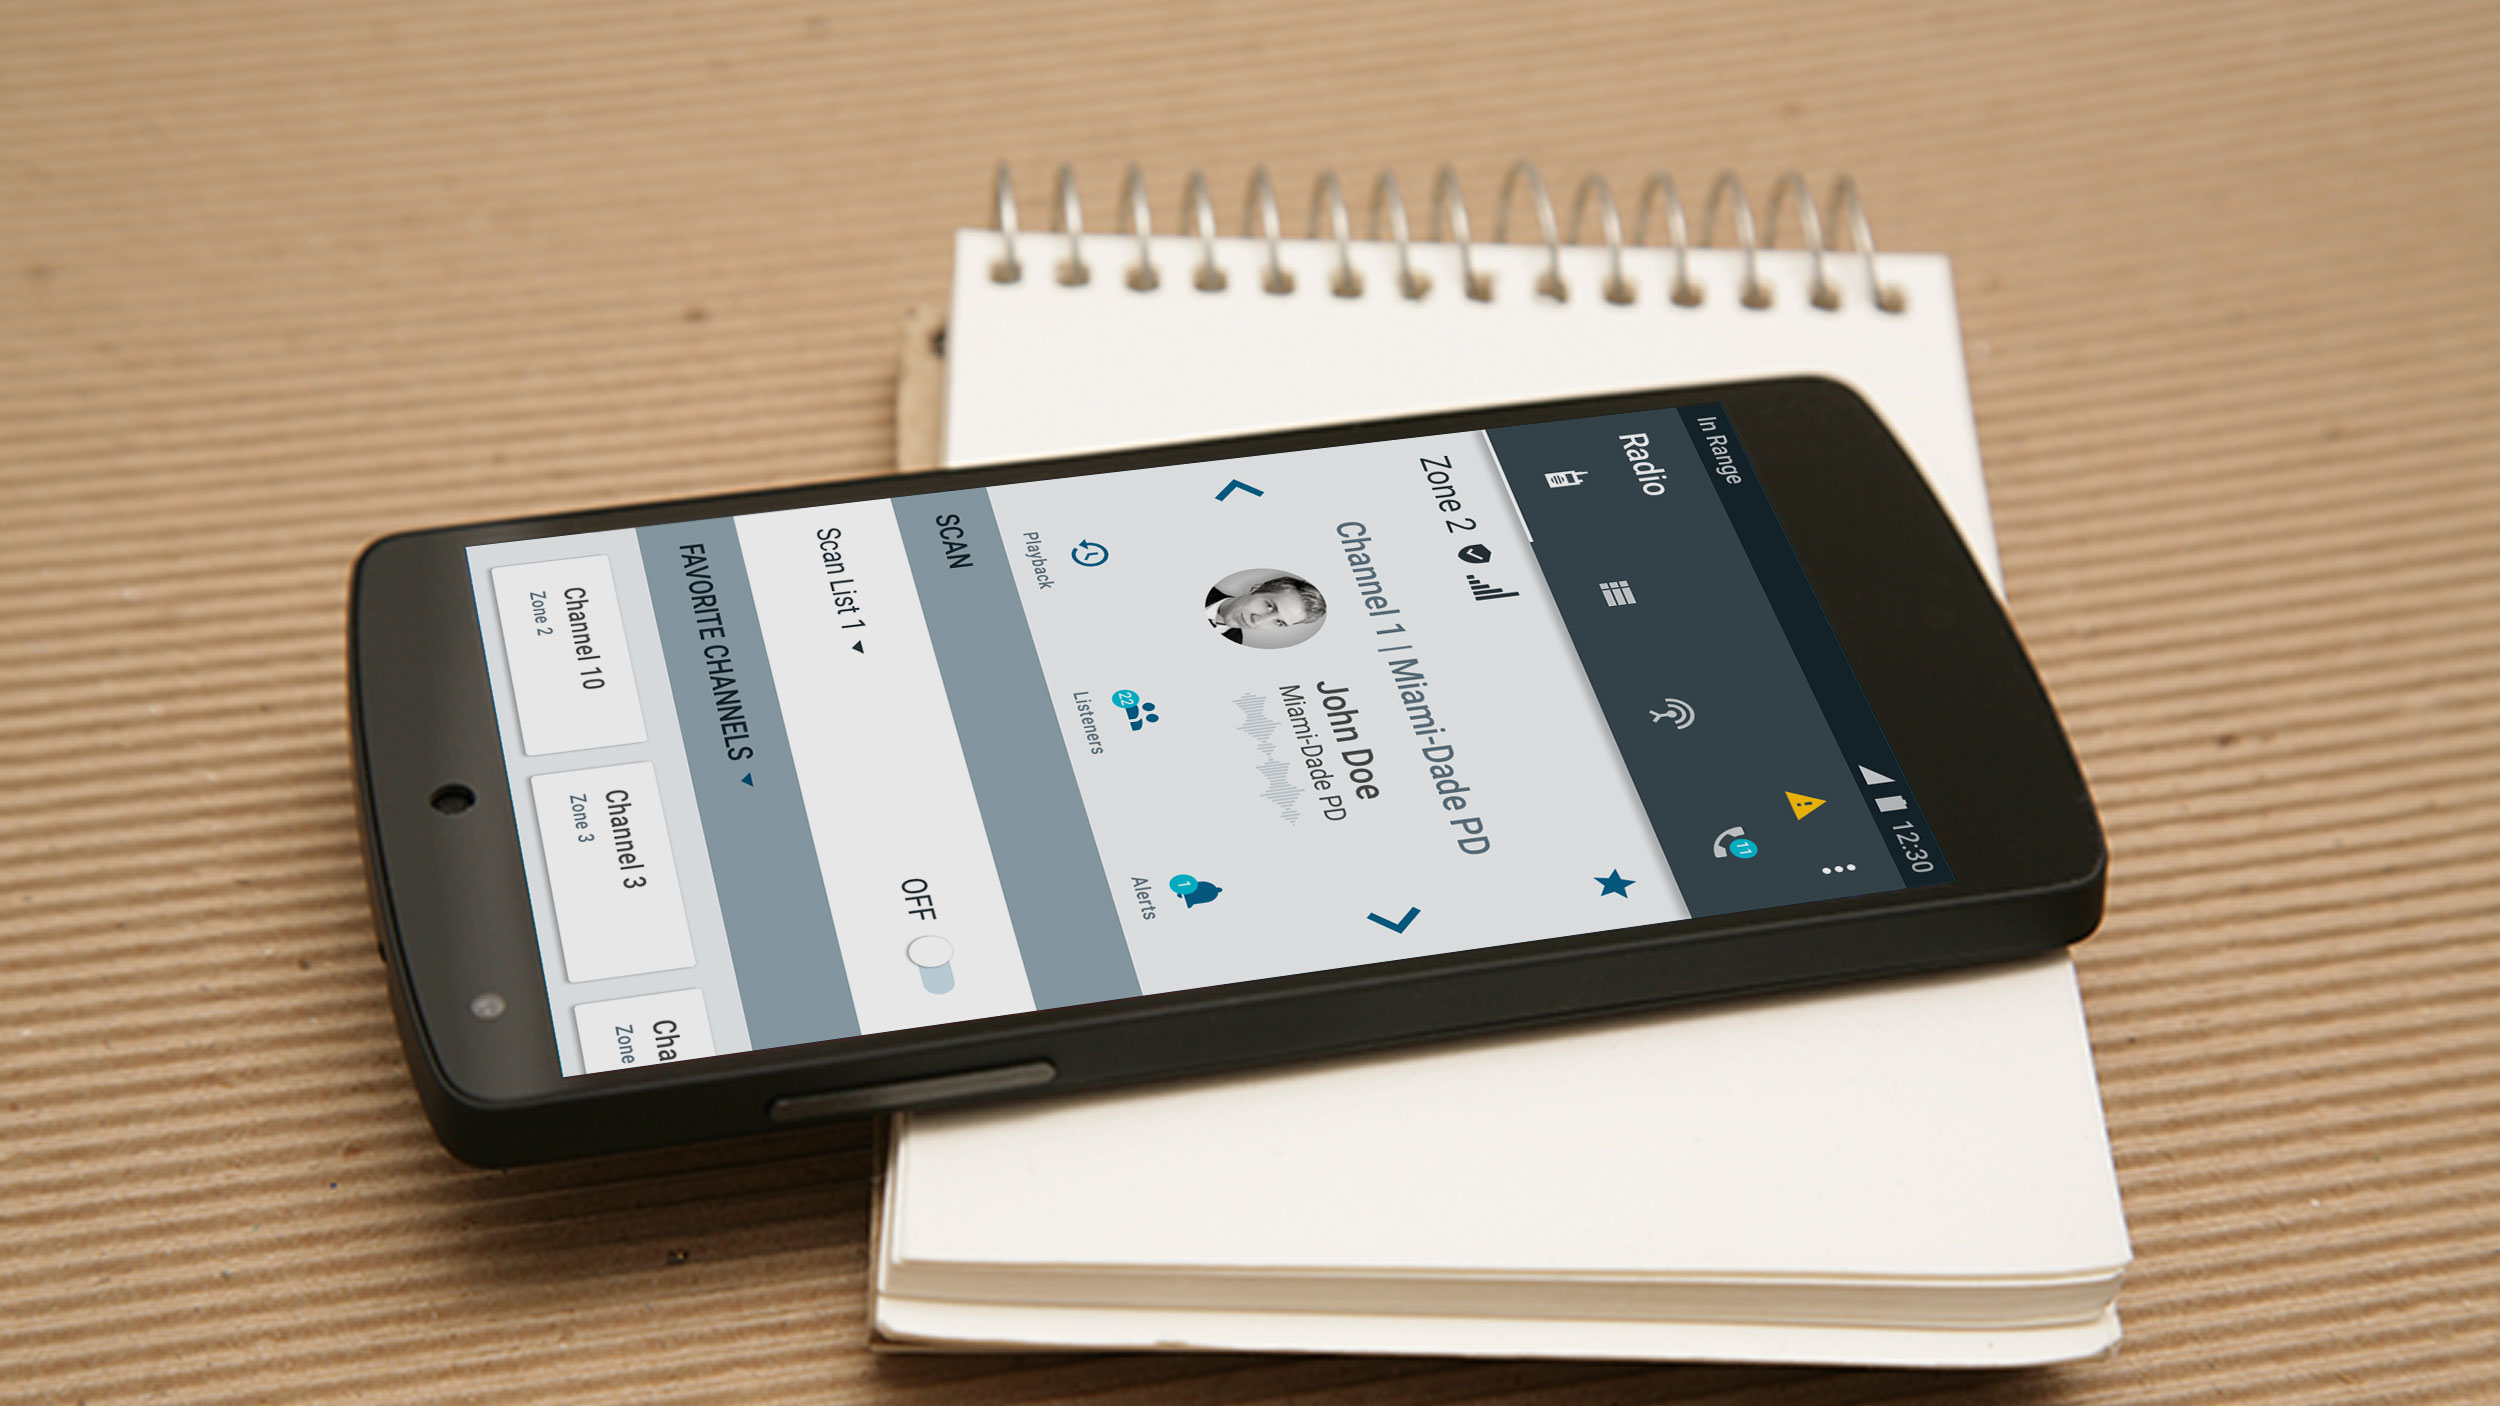 In Range 12:30
Radio
11
Zone 2
Channel 1 | Miami-Dade PD
John Doe
Miami-Dade PD
22
1
Playback Listeners Alerts
SCAN
Scan List 1 OFF
FAVORITE CHANNELS
Channel 10 Channel 3 Cha
Zone 2 Zone 3 Zone